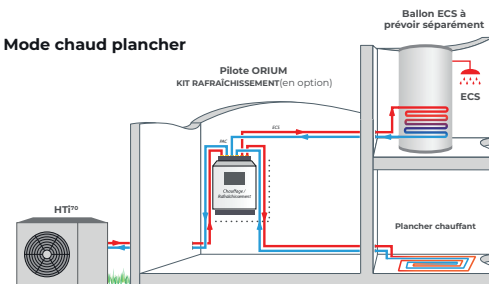 Ballon ECS à
prévoir séparément
Mode chaud plancher
Pilote ORIUM
KIT RAFRAÎCHISSEMENT(en option)
ECS
ECS
PAC
Chauffage /
Rafraîchissement
HTi⁷⁰
Plancher chauffant